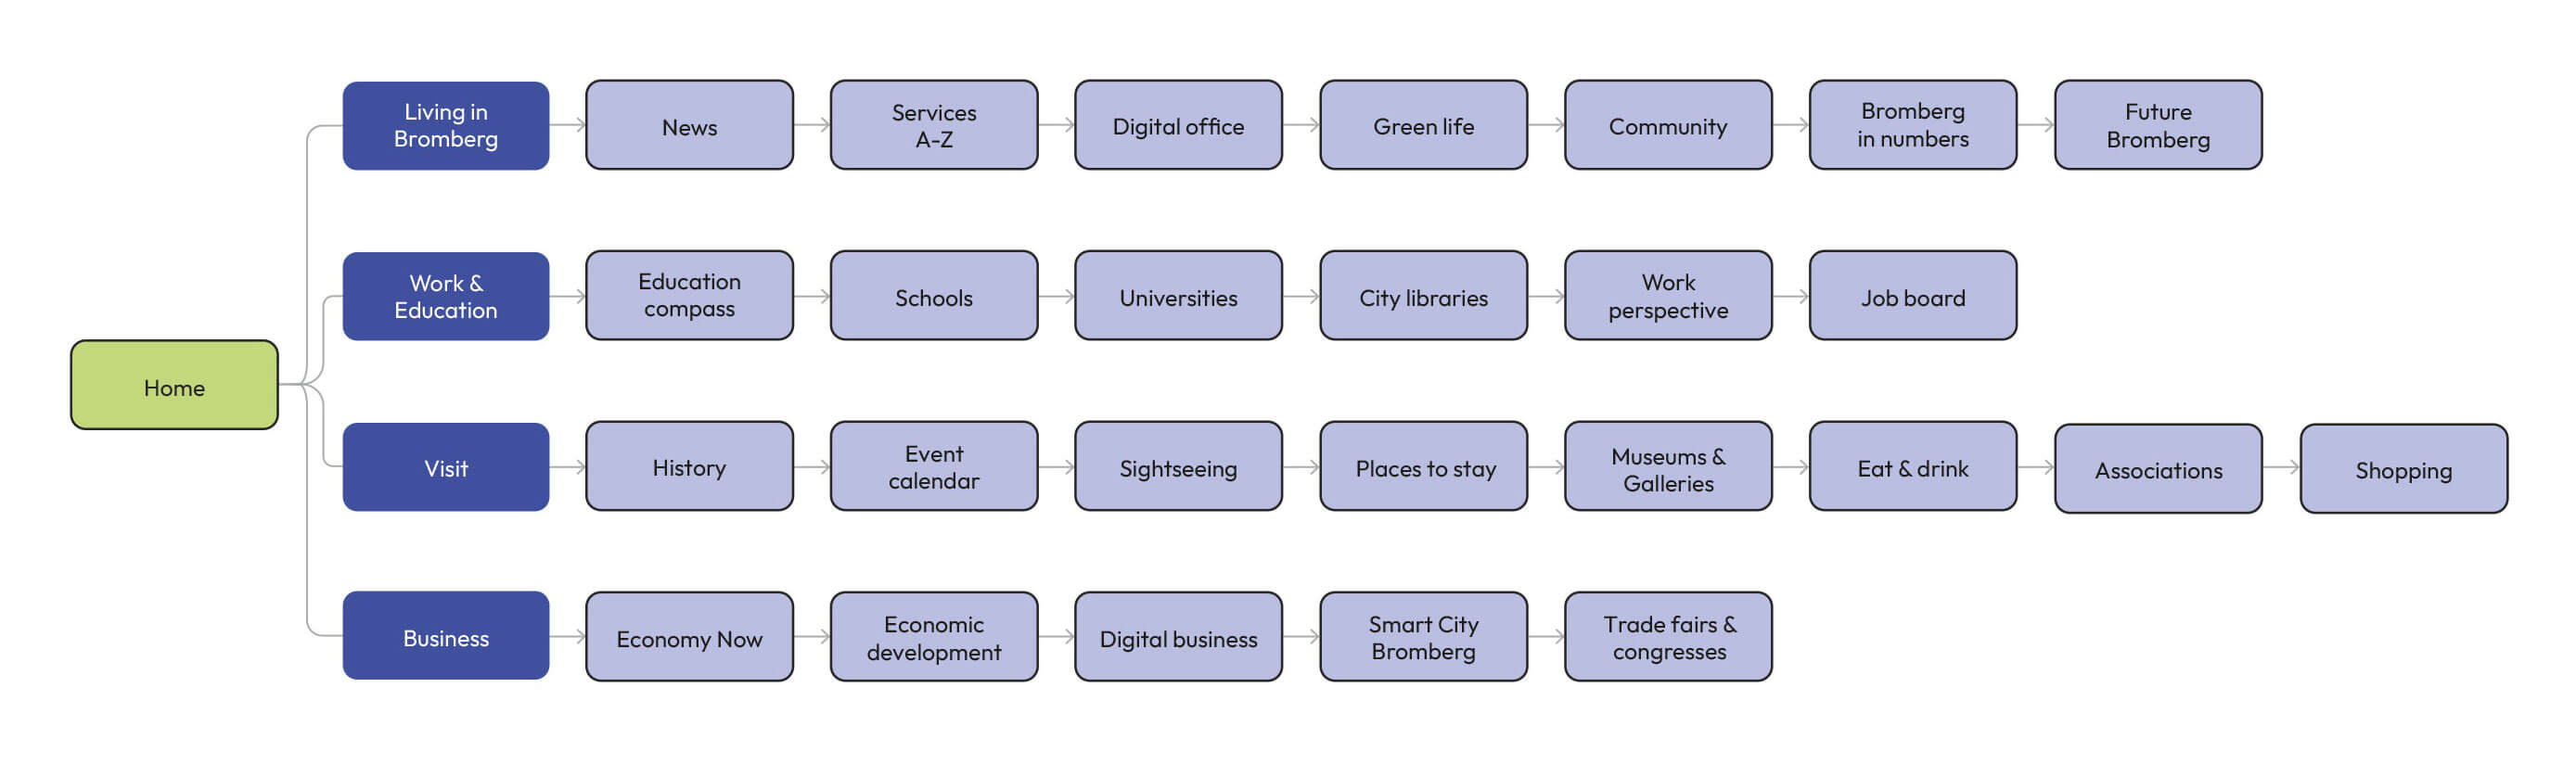 Home
Living in
Bromberg
News
Services
A-Z
Digital office
Green life
Community
Bromberg
in numbers
Future
Bromberg
Work &
Education
Education
compass
Schools
Universities
City libraries
Work
perspective
Job board
Visit
History
Event
calendar
Sightseeing
Places to stay
Museums &
Galleries
Eat & drink
Associations
Shopping
Business
Economy Now
Economic
development
Digital business
Smart City
Bromberg
Trade fairs &
congresses